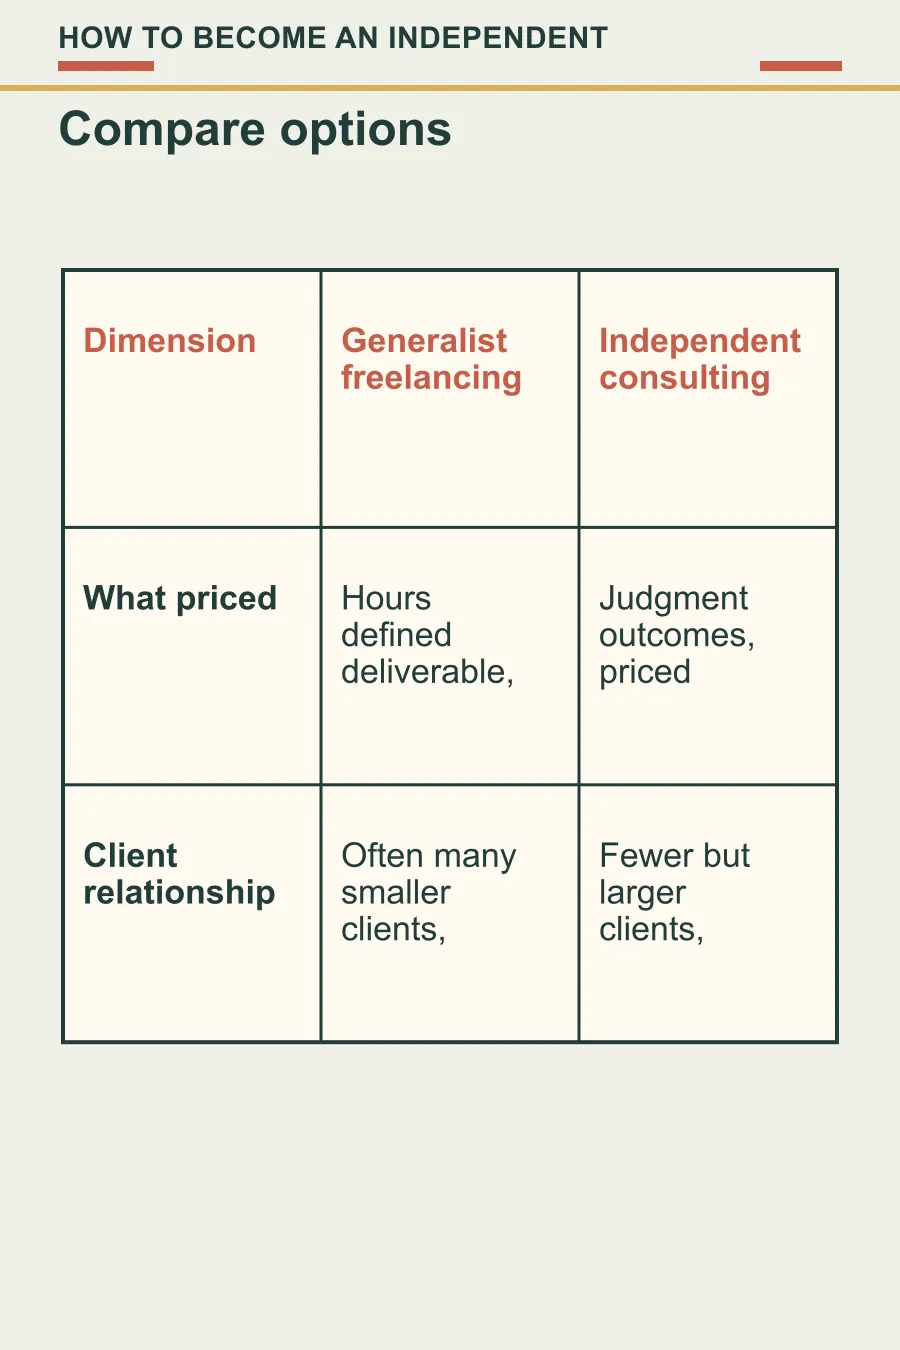 HOW TO BECOME AN INDEPENDENT
Compare options
Dimension
Generalist
freelancing
Independent
consulting
What priced
Hours
defined
deliverable,
Judgment
outcomes,
priced
Client
relationship
Often many
smaller
clients,
Fewer but
larger
clients,